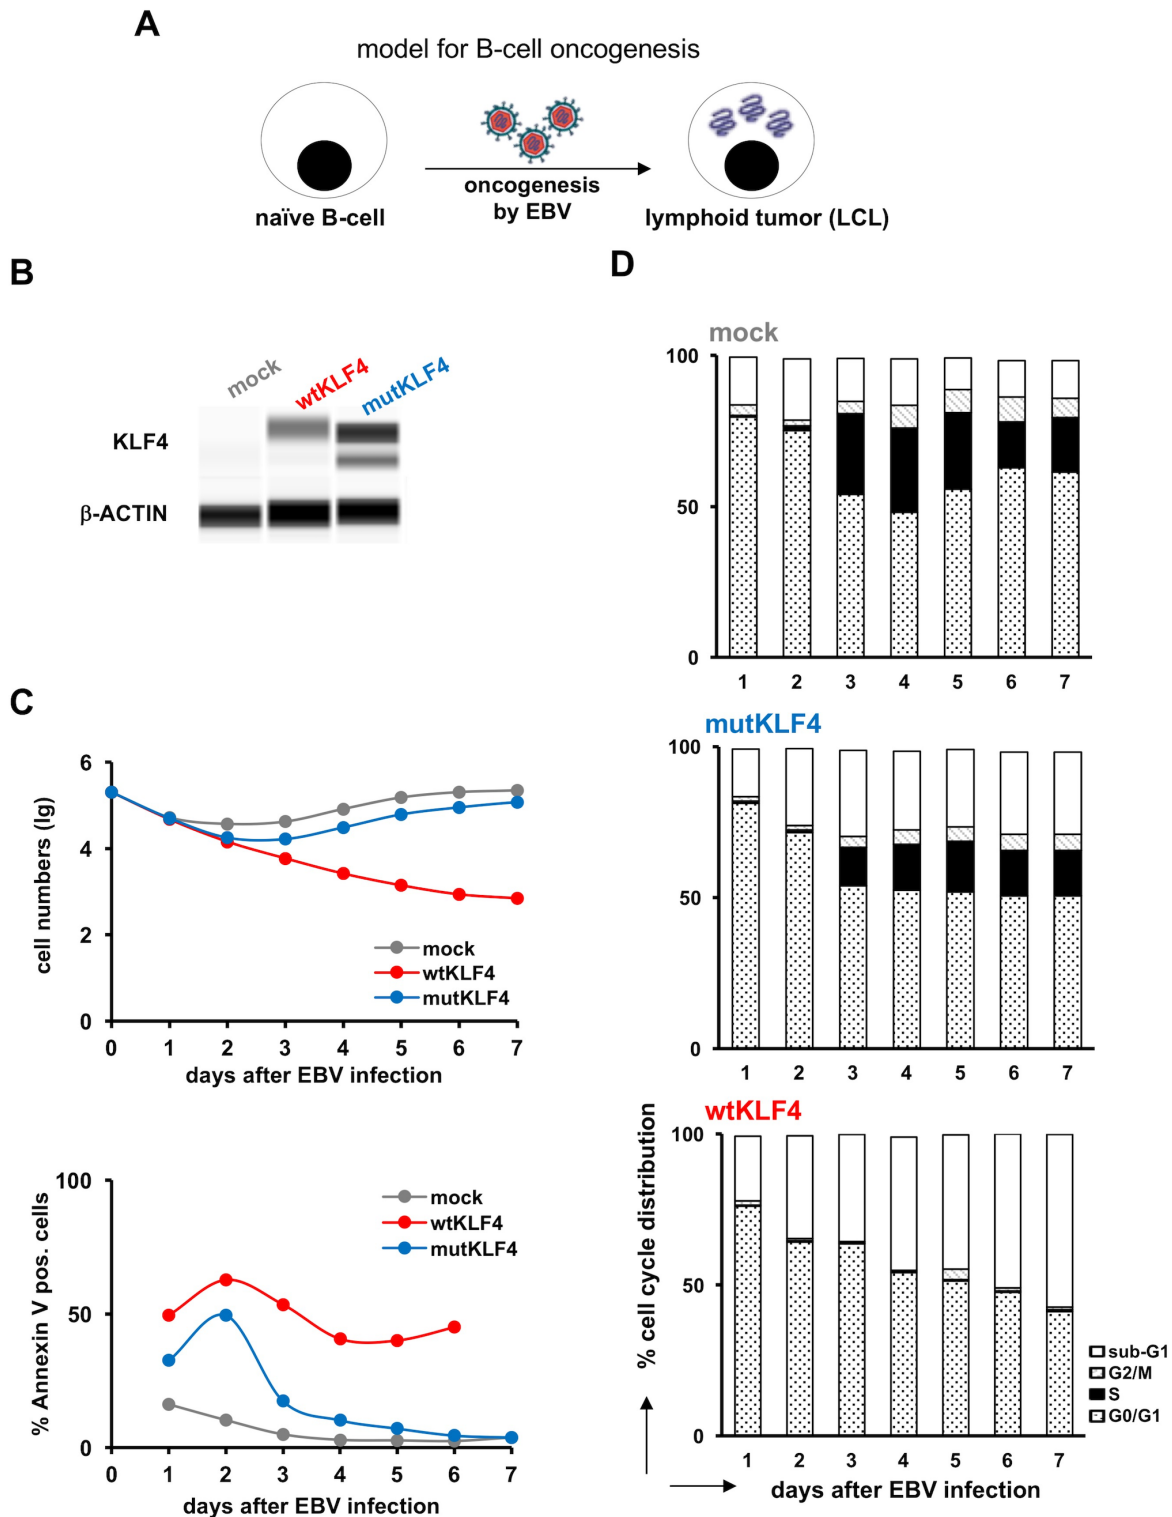 A
model for B-cell oncogenesis
oncogenesis
by EBV
naïve B-cell
lymphoid tumor (LCL)
B
mock
wtKLF4
mutKLF4
KLF4
β-ACTIN
C
6
4
2
0
cell numbers (lg)
mock
wtKLF4
mutKLF4
0 1 2 3 4 5 6 7
days after EBV infection
100
50
0
% Annexin V pos. cells
mock
wtKLF4
mutKLF4
0 1 2 3 4 5 6 7
days after EBV infection
D
mock
100
50
0
1 2 3 4 5 6 7
mutKLF4
100
50
0
1 2 3 4 5 6 7
wtKLF4
100
50
0
% cell cycle distribution
sub-G1
G2/M
S
G0/G1
1 2 3 4 5 6 7
days after EBV infection